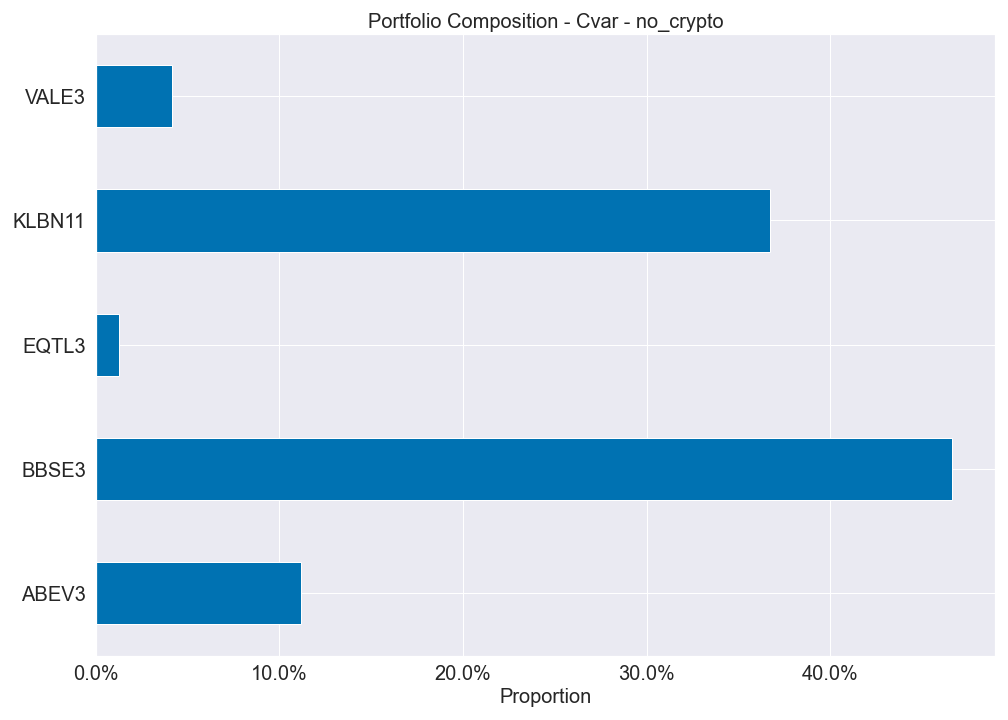 Portfolio Composition - Cvar - no_crypto
VALE3
KLBN11
EQTL3
BBSE3
ABEV3
0.0% 10.0% 20.0% 30.0% 40.0%
Proportion